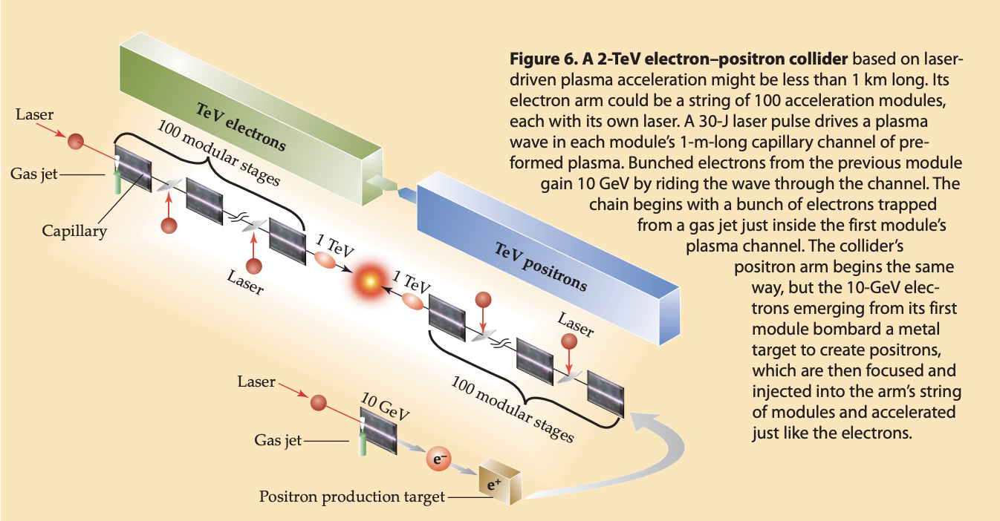 Figure 6. A 2-TeV electron–positron collider based on laser-
driven plasma acceleration might be less than 1 km long. Its
electron arm could be a string of 100 acceleration modules,
each with its own laser. A 30-J laser pulse drives a plasma
wave in each module’s 1-m-long capillary channel of pre-
formed plasma. Bunched electrons from the previous module
gain 10 GeV by riding the wave through the channel. The
chain begins with a bunch of electrons trapped
from a gas jet just inside the first module’s
plasma channel. The collider’s
positron arm begins the same
way, but the 10-GeV elec-
trons emerging from its first
module bombard a metal
target to create positrons,
which are then focused and
injected into the arm’s string
of modules and accelerated
just like the electrons.
TeV electrons
Laser
100 modular stages
Gas jet
Capillary
1 TeV
Laser
TeV positrons
1 TeV
Laser
100 modular stages
Laser
10 GeV
Gas jet
e−
e+
Positron production target